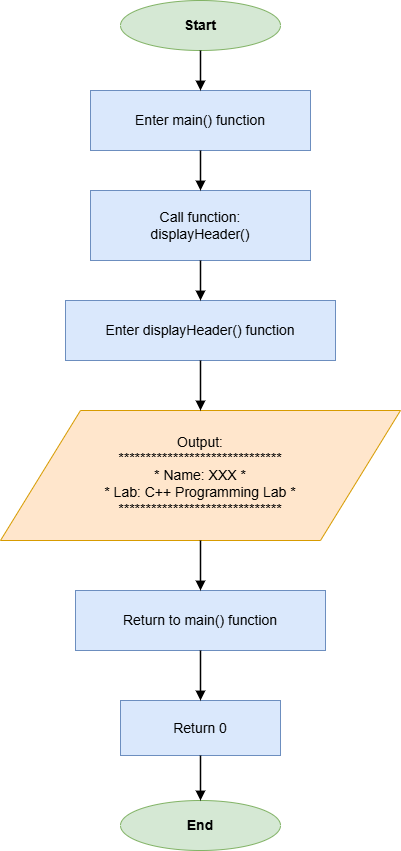 Start
Enter main() function
Call function:
displayHeader()
Enter displayHeader() function
Output:
******************************
* Name: XXX *
* Lab: C++ Programming Lab *
******************************
Return to main() function
Return 0
End